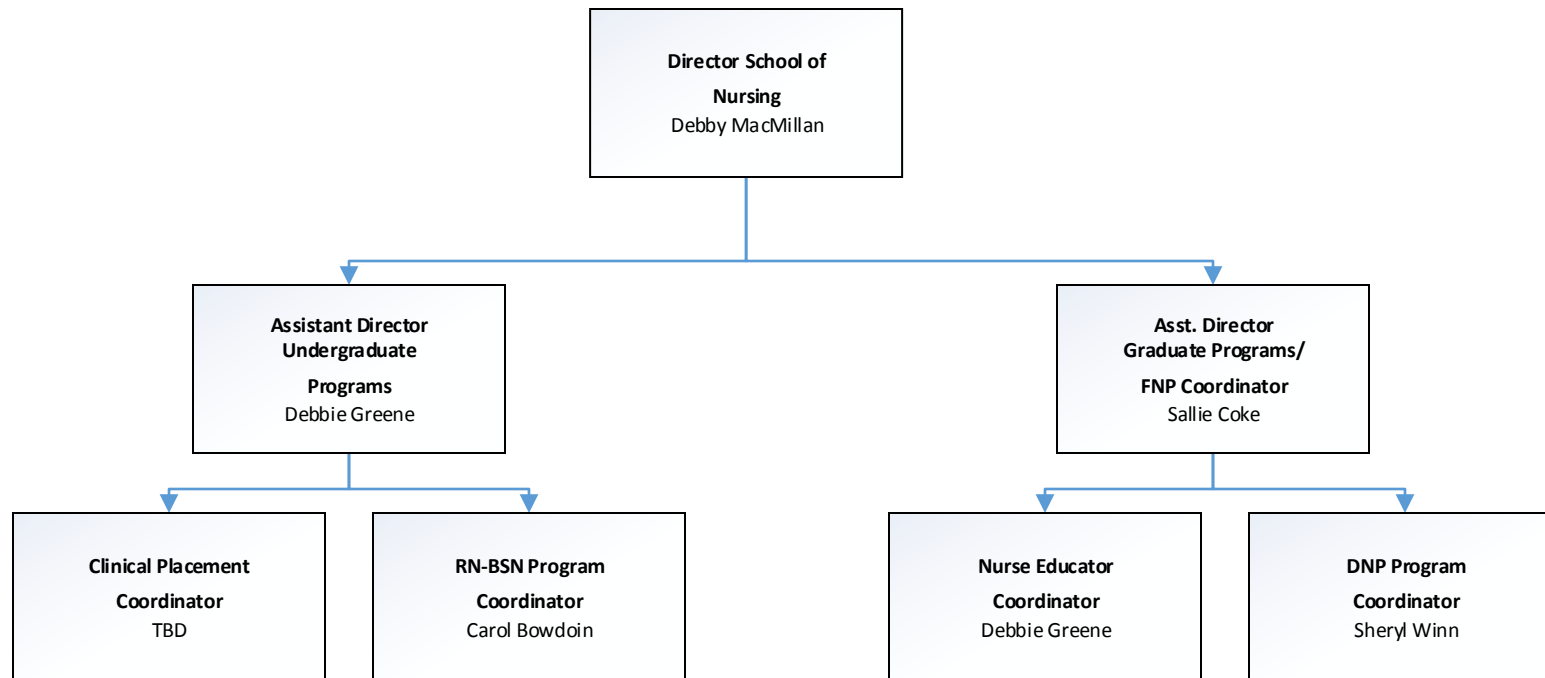 Director School of
Nursing
Debby MacMillan
Assistant Director
Undergraduate
Programs
Debbie Greene
Asst. Director
Graduate Programs/
FNP Coordinator
Sallie Coke
Clinical Placement
Coordinator
TBD
RN-BSN Program
Coordinator
Carol Bowdoin
Nurse Educator
Coordinator
Debbie Greene
DNP Program
Coordinator
Sheryl Winn